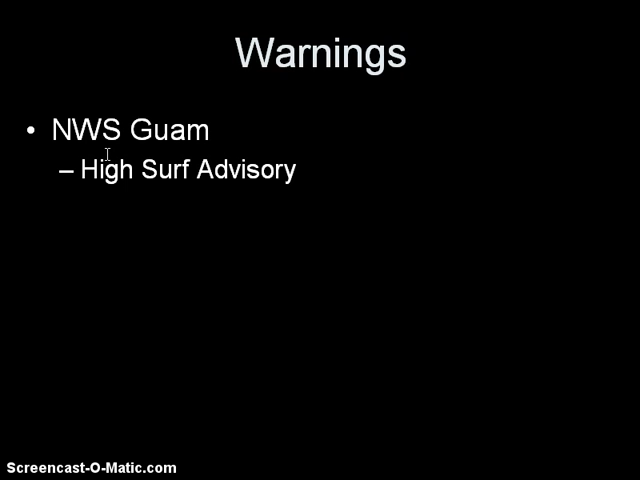 Warnings
• NWS Guam
– High Surf Advisory
Screencast-O-Matic.com